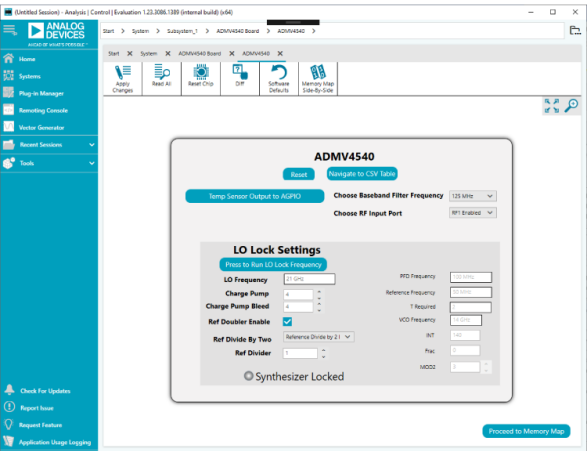 (Untitled Session) - Analysis | Control | Evaluation 1.23.3086.1389 (internal build) (x64)
ANALOG
DEVICES
AHEAD OF WHAT'S POSSIBLE™
Start > System > Subsystem_1 > ADMV4540 Board > ADMV4540 >
Home
Systems
Plug-in Manager
Remoting Console
Vector Generator
Recent Sessions
Tools
Check For Updates
Report Issue
Request Feature
Application Usage Logging
Start System ADMV4540 Board ADMV4540
Apply Changes
Read All
Reset Chip
Diff
Software Defaults
Memory Map Side-By-Side
ADMV4540
Reset
Navigate to CSV Table
Temp Sensor Output to AGPIO
Choose Baseband Filter Frequency
125 MHz
Choose RF Input Port
RF1 Enabled
LO Lock Settings
Press to Run LO Lock Frequency
LO Frequency
21 GHz
Charge Pump
4
Charge Pump Bleed
4
Ref Doubler Enable
Ref Divide By Two
Reference Divide by 2.
Ref Divider
1
Synthesizer Locked
PFD Frequency
Reference Frequency
T Required
VCO Frequency
14 GHz
INT
140
Frac
MOD2
Proceed to Memory Map